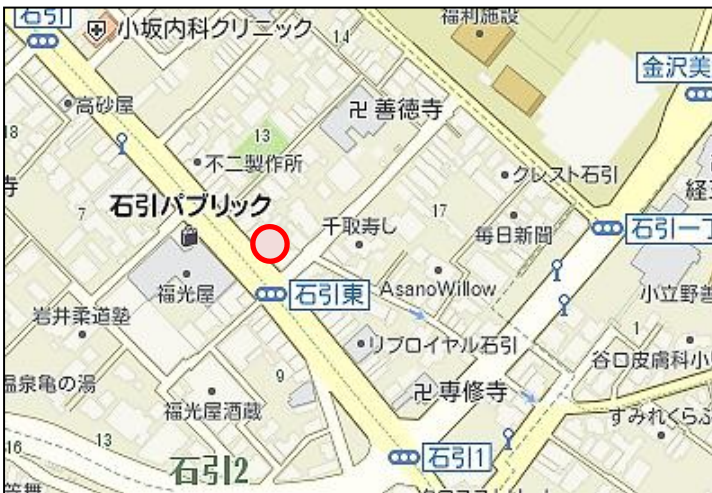 石引
小坂内科クリニック
14
福利施設
金沢美
高砂屋
卍 善徳寺
18
13
不二製作所
クレスト石引
寺
7
石引パブリック
千取寿し
17
毎日新聞
石引一丁
福光屋
石引東
AsanoWillow
小立野善
岩井柔道塾
リブロイヤル石引
1
谷口皮膚科小
温泉亀の湯
9
福光屋酒蔵
卍 専修寺
すみれくらぶ
16
13
石引2
石引1